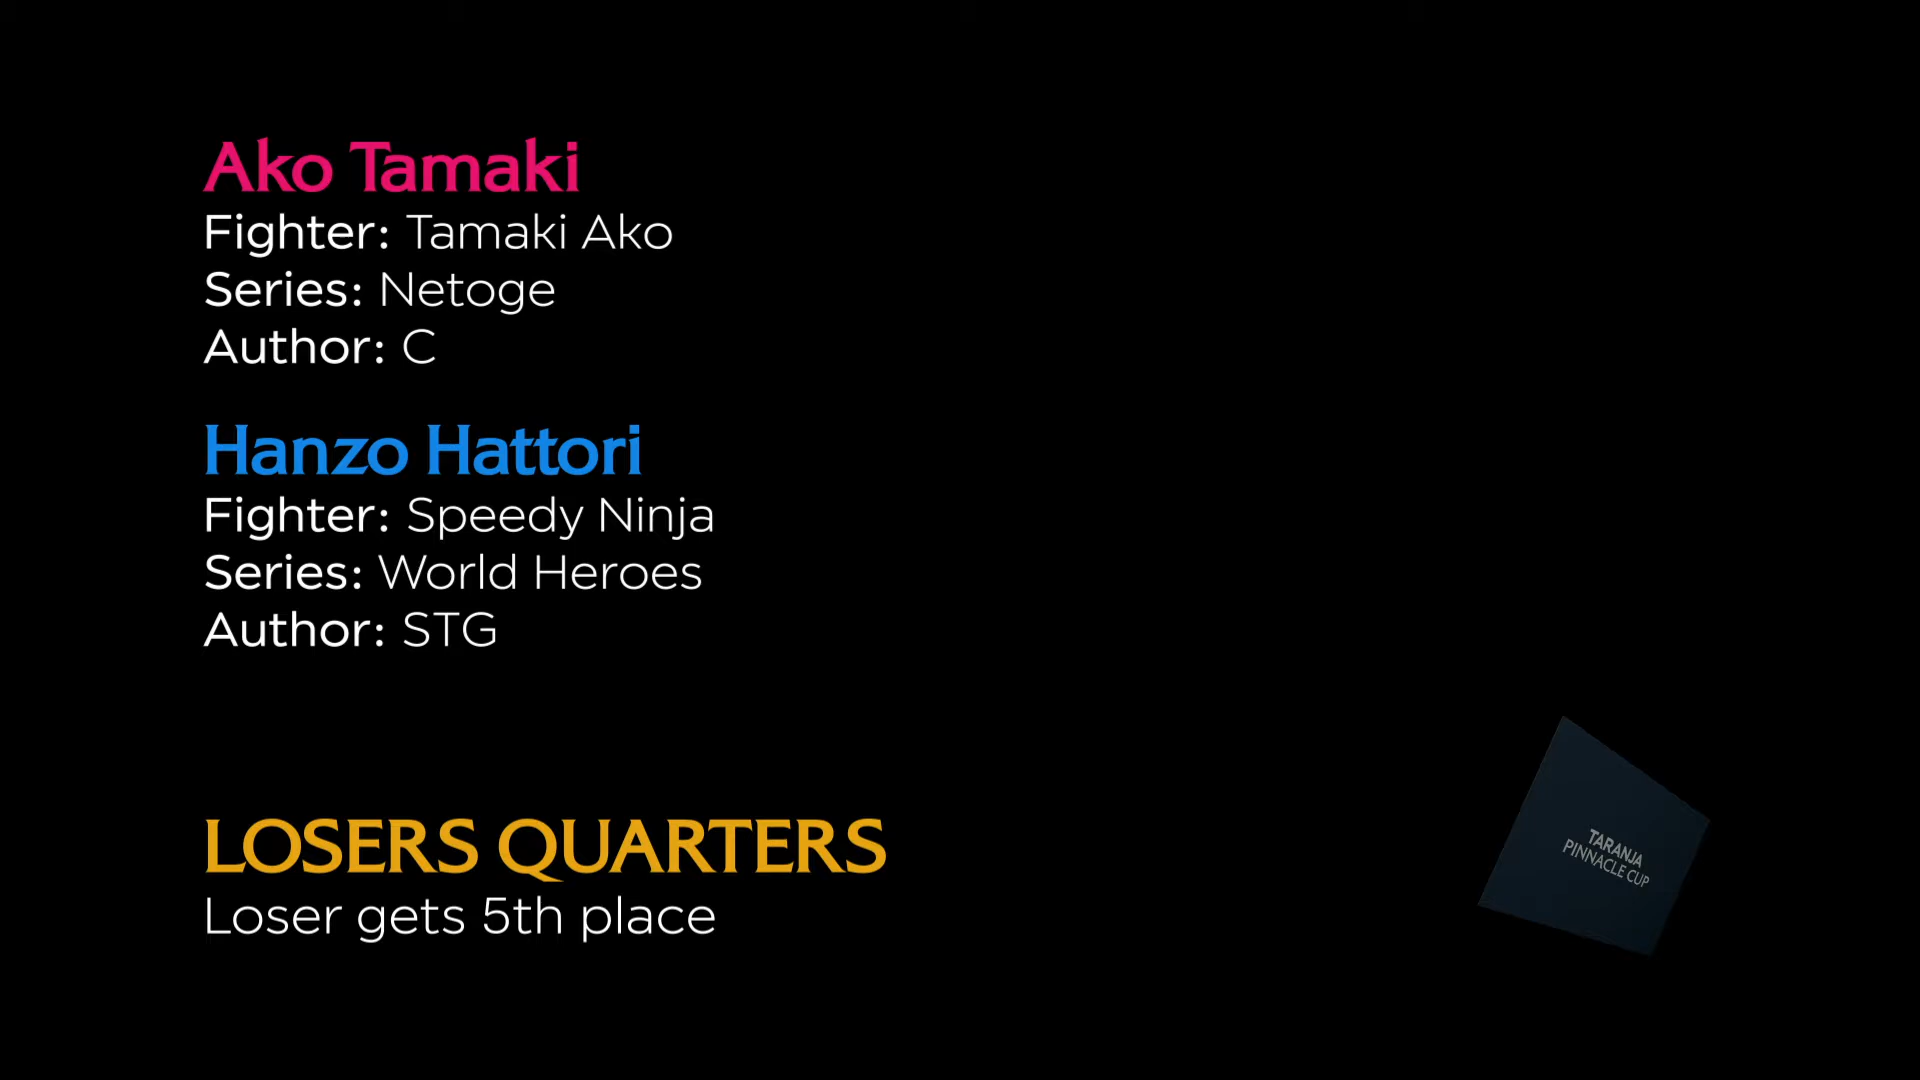 Ako Tamaki
Fighter: Tamaki Ako
Series: Netoge
Author: C
Hanzo Hattori
Fighter: Speedy Ninja
Series: World Heroes
Author: STG
LOSERS QUARTERS
Loser gets 5th place
TARANJA
PINNACLE CUP